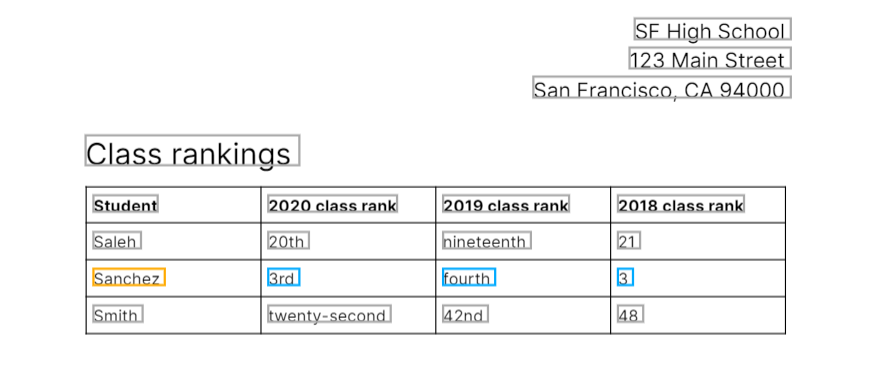 SF High School
123 Main Street
San Francisco, CA 94000
Class rankings
Student 2020 class rank 2019 class rank 2018 class rank
Saleh 20th nineteenth 21
Sanchez 3rd fourth 3
Smith twenty-second 42nd 48